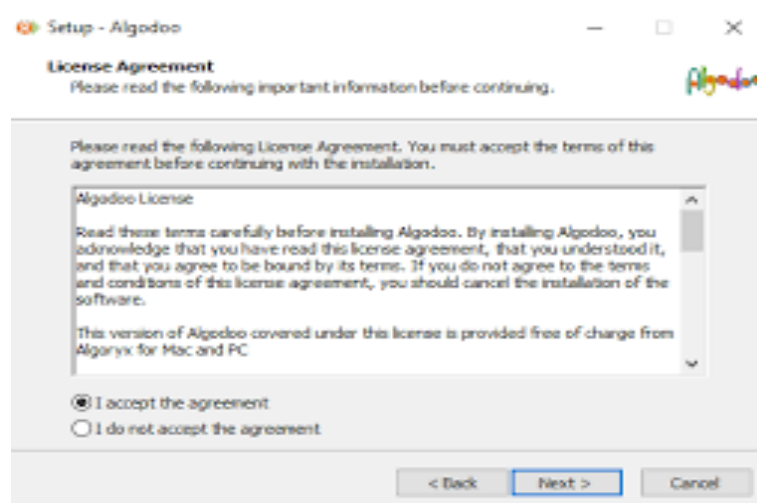 Setup - Algodoo
License Agreement
Please read the following important information before continuing.
Algodoo
Please read the following License Agreement. You must accept the terms of this
agreement before continuing with the installation.
Algodoo License
Read these terms carefully before installing Algodoo. By installing Algodoo, you
acknowledge that you have read this license agreement, that you understood it,
and that you agree to be bound by its terms. If you do not agree to the terms
and conditions of this license agreement, you should cancel the installation of the
software.
This version of Algodoo covered under this license is provided free of charge from
Algoryx for Mac and PC
I accept the agreement
I do not accept the agreement
< Back
Next >
Cancel